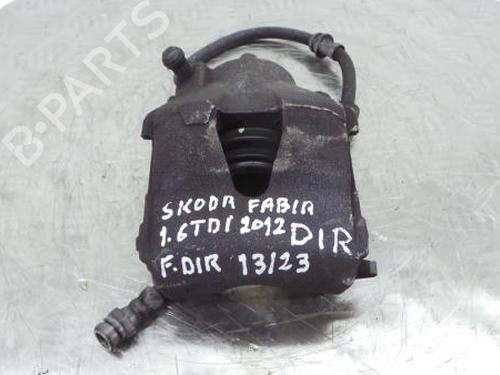 B-PARTS
SKODA FABIA
1.6TDI 2012 DIR
F.DIR 13/23